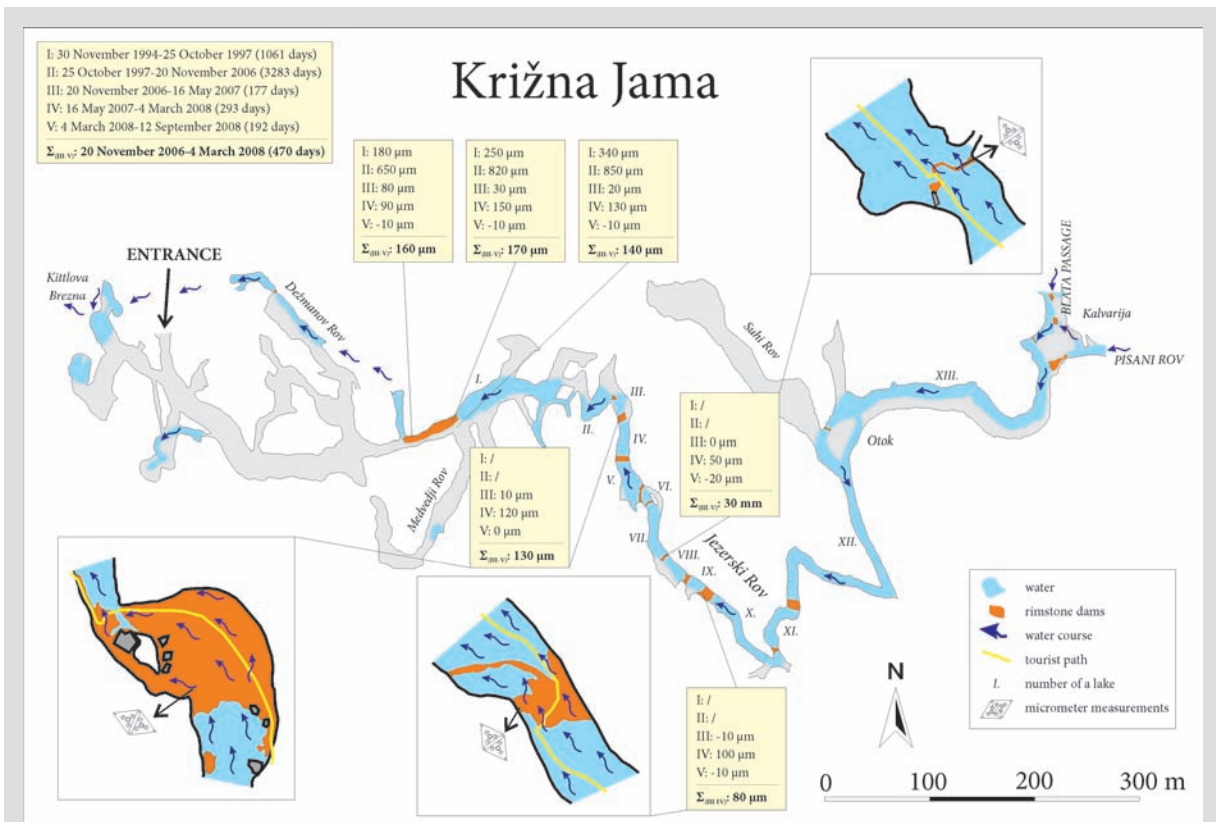 I: 30 November 1994-25 October 1997 (1061 days)
II: 25 October 1997-20 November 2006 (3283 days)
III: 20 November 2006-16 May 2007 (177 days)
IV: 16 May 2007-4 March 2008 (293 days)
V: 4 March 2008-12 September 2008 (192 days)
Σ(III-V): 20 November 2006-4 March 2008 (470 days)
Križna Jama
I: 180 µm
II: 650 µm
III: 80 µm
IV: 90 µm
V: -10 µm
Σ(III-V): 160 µm
I: 250 µm
II: 820 µm
III: 30 µm
IV: 150 µm
V: -10 µm
Σ(III-V): 170 µm
I: 340 µm
II: 850 µm
III: 20 µm
IV: 130 µm
V: -10 µm
Σ(III-V): 140 µm
ENTRANCE
Kittlova
Brezna
Dežmanov Rov
Medvedji Rov
Suhi Rov
BLATA PASSAGE
Kalvarija
PISANI ROV
Otok
Jezerski Rov
I.
II.
III.
IV.
V.
VI.
VII.
VIII.
IX.
X.
XI.
XII.
XIII.
I: /
II: /
III: 10 µm
IV: 120 µm
V: 0 µm
Σ(III-V): 130 µm
I: /
II: /
III: 0 µm
IV: 50 µm
V: -20 µm
Σ(III-V): 30 mm
I: /
II: /
III: -10 µm
IV: 100 µm
V: -10 µm
Σ(III-IV): 80 µm
water
rimstone dams
water course
tourist path
I. number of a lake
micrometer measurements
N
0 100 200 300 m